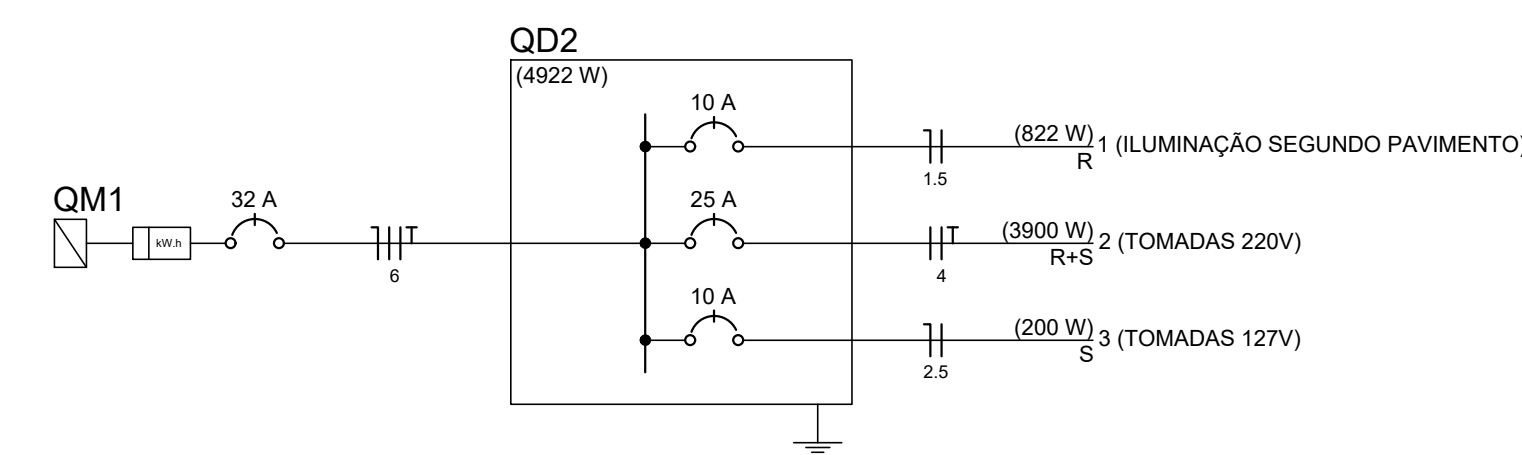 QD2
(4922 W)
10 A
(822 W) 1 (ILUMINAÇÃO SEGUNDO PAVIMENTO)
R
1.5
QM1
kW.h
32 A
6
25 A
(3900 W) 2 (TOMADAS 220V)
R+S
4
10 A
(200 W) 3 (TOMADAS 127V)
S
2.5